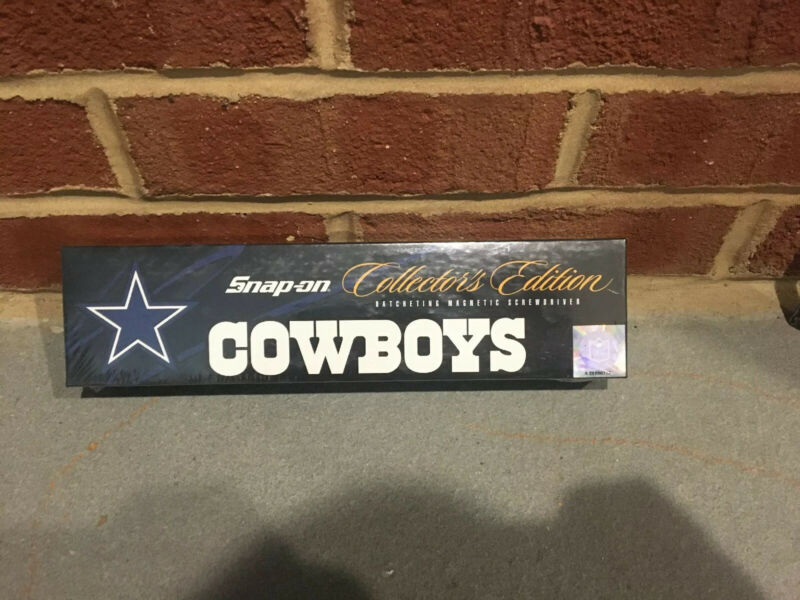 Snap-on Collector's Edition
RATCHETING MAGNETIC SCREWDRIVER
COWBOYS